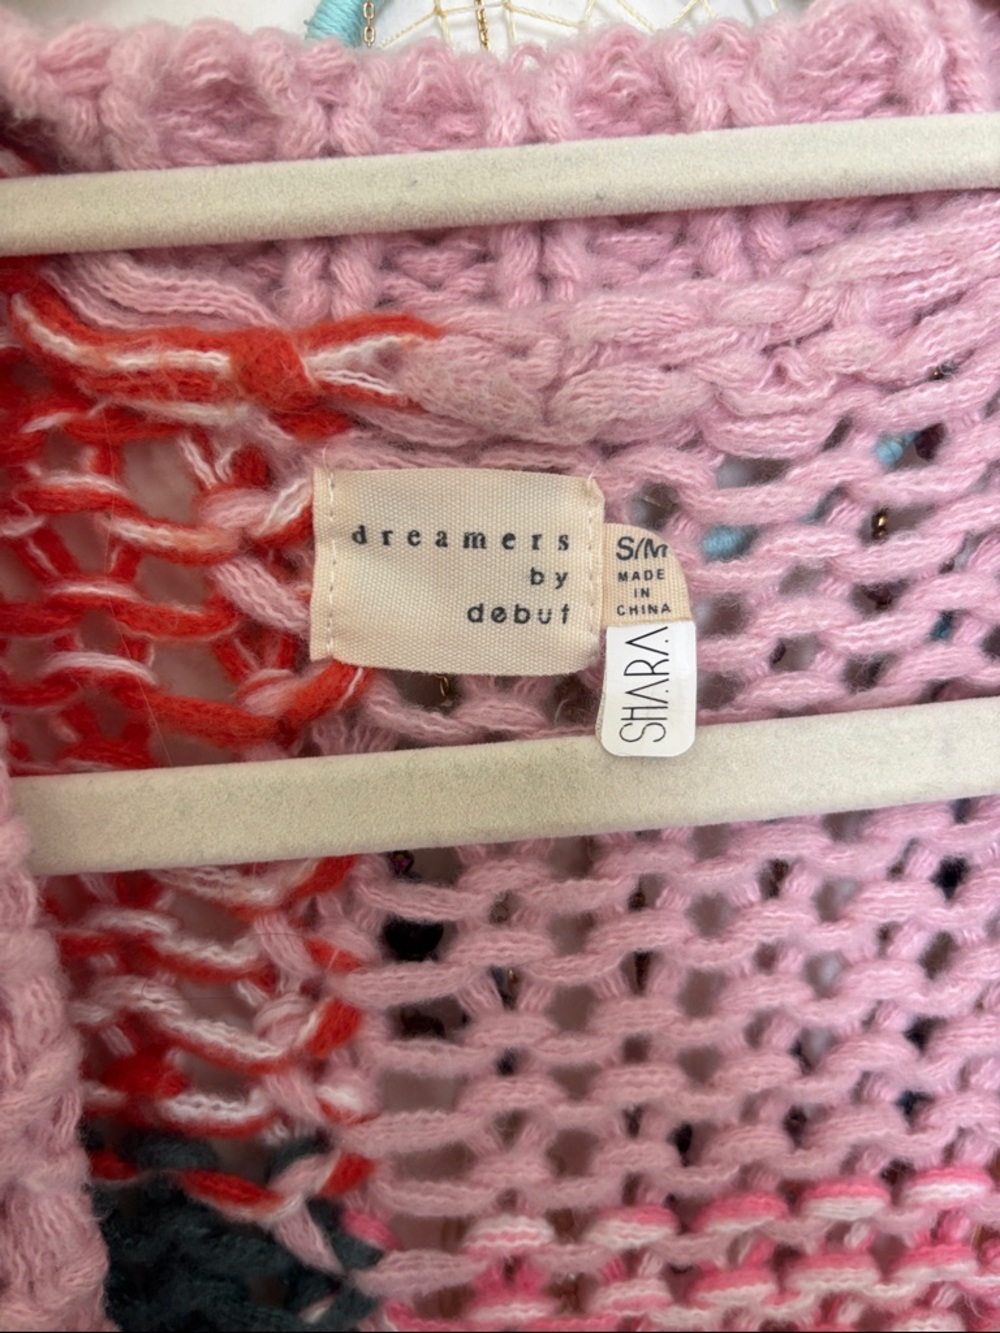 dreamers
by
debut
S/M
MADE
IN
CHINA
SHARA